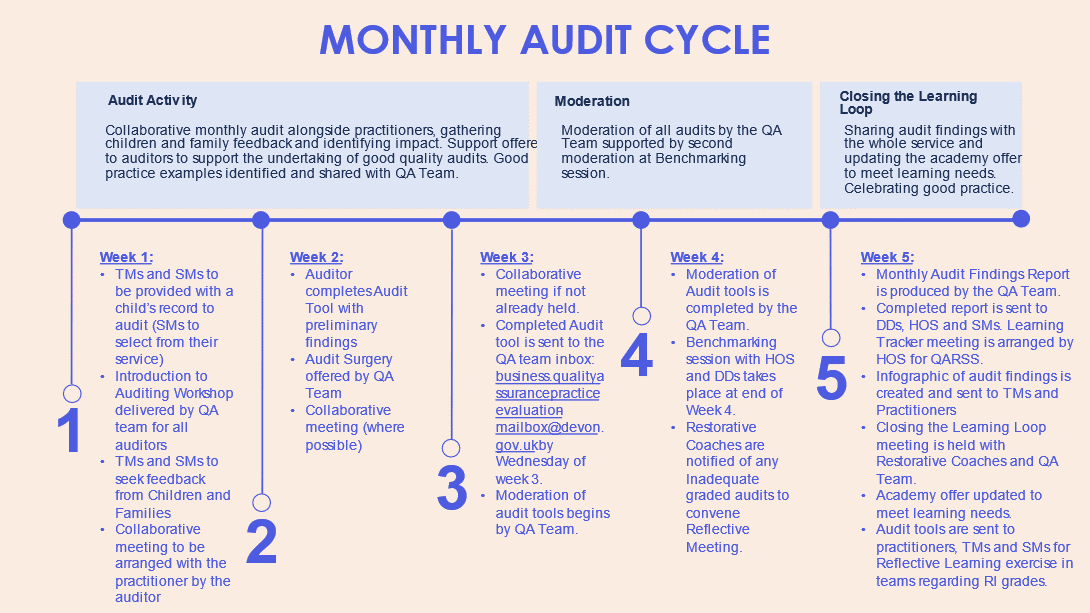 MONTHLY AUDIT CYCLE
Audit Activity
Collaborative monthly audit alongside practitioners, gathering
children and family feedback and identifying impact. Support offere
to auditors to support the undertaking of good quality audits. Good
practice examples identified and shared with QA Team.
Moderation
Moderation of all audits by the QA
Team supported by second
moderation at Benchmarking
session.
Closing the Learning
Loop
Sharing audit findings with
the whole service and
updating the academy offer
to meet learning needs.
Celebrating good practice.
Week 1:
• TMs and SMs to
be provided with a
child's record to
audit (SMs to
select from their
service)
• Introduction to
Auditing Workshop
delivered by QA
team for all
auditors
• TMs and SMs to
seek feedback
from Children and
Families
• Collaborative
meeting to be
arranged with the
practitioner by the
auditor
1
Week 2:
• Auditor
completes Audit
Tool with
preliminary
findings
• Audit Surgery
offered by QA
Team
• Collaborative
meeting (where
possible)
2
Week 3:
• Collaborative
meeting if not
already held.
• Completed Audit
tool is sent to the
QA team inbox:
business.qualitya
ssurancepractice
evaluation-
mailbox@devon.
gov.ukby
Wednesday of
week 3.
• Moderation of
audit tools begins
by QA Team.
3
Week 4:
• Moderation of
Audit tools is
completed by the
QA Team.
• Benchmarking
session with HOS
and DDs takes
place at end of
Week 4.
• Restorative
Coaches are
notified of any
Inadequate
graded audits to
convene
Reflective
Meeting.
4
Week 5:
• Monthly Audit Findings Report
is produced by the QA Team.
• Completed report is sent to
DDs, HOS and SMs. Learning
Tracker meeting is arranged by
HOS for QARSS.
• Infographic of audit findings is
created and sent to TMs and
Practitioners
• Closing the Learning Loop
meeting is held with
Restorative Coaches and QA
Team.
• Academy offer updated to
meet learning needs.
• Audit tools are sent to
practitioners, TMs and SMs for
Reflective Learning exercise in
teams regarding RI grades.
5